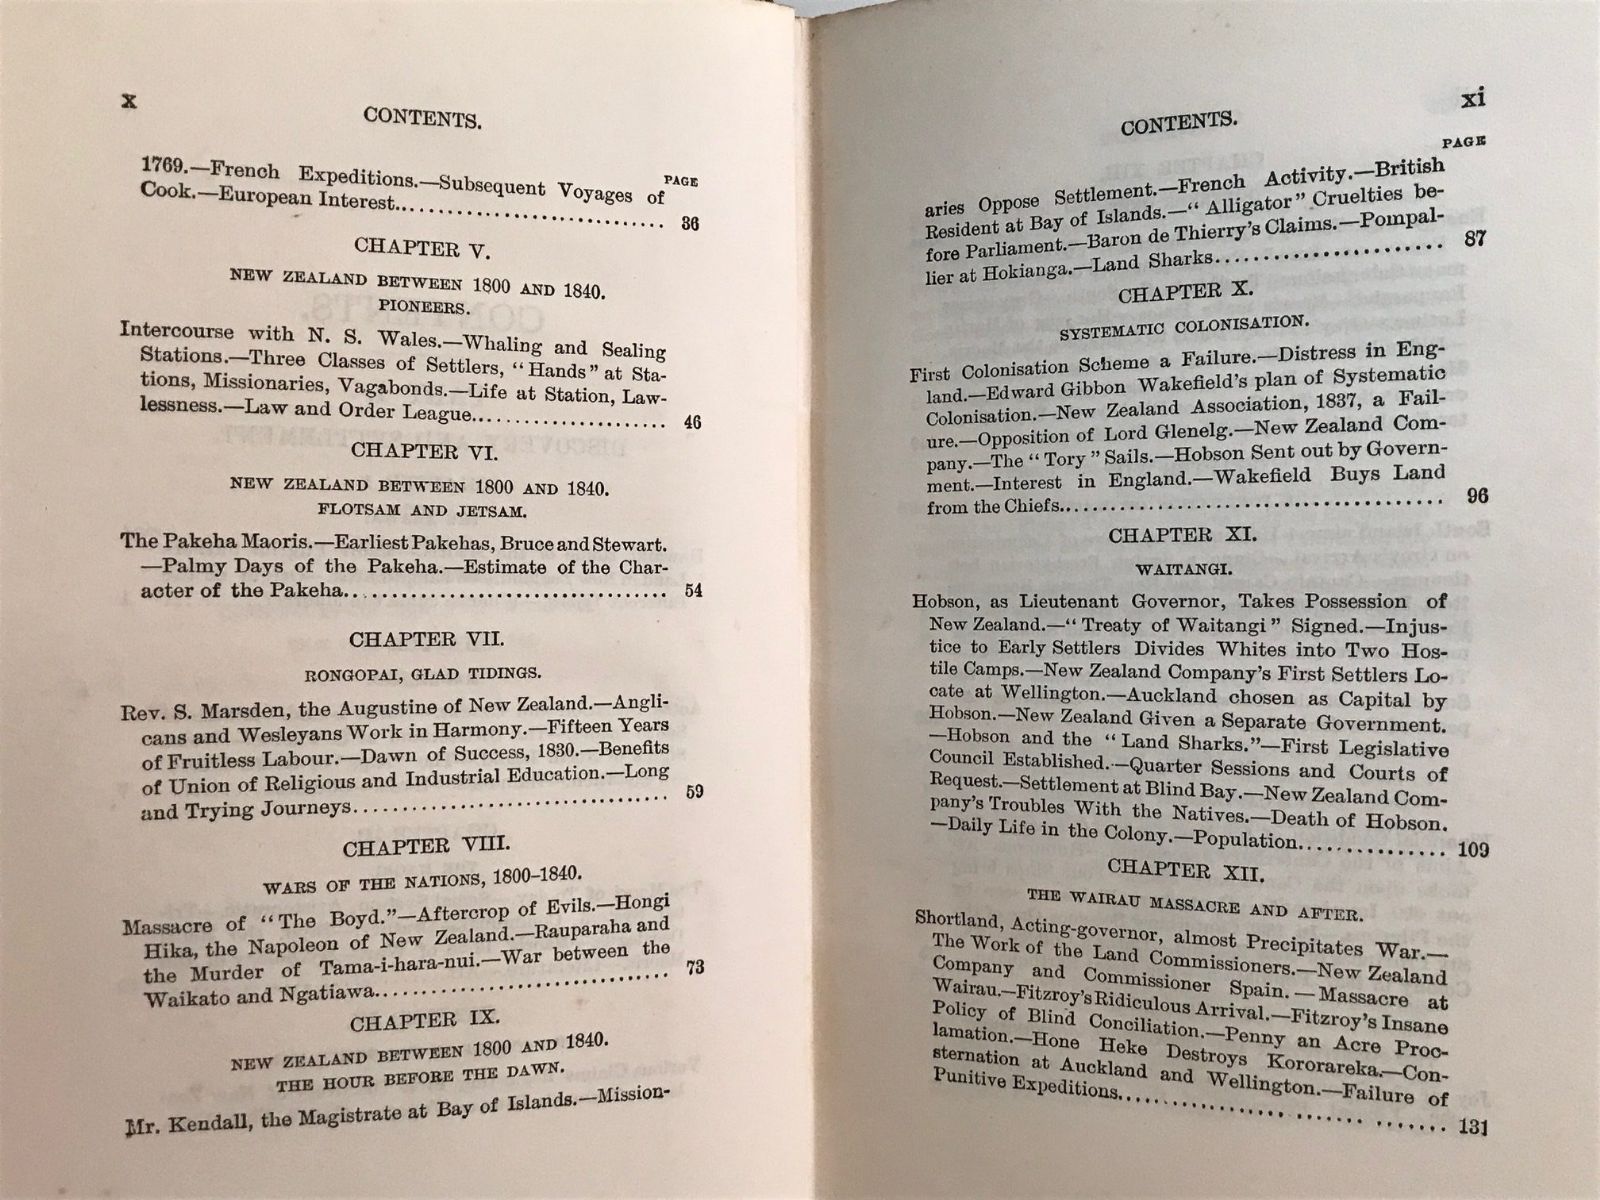 x
CONTENTS.
PAGE
1769.—French Expeditions.—Subsequent Voyages of
Cook.—European Interest.............................. 36
CHAPTER V.
NEW ZEALAND BETWEEN 1800 AND 1840.
PIONEERS.
Intercourse with N. S. Wales.—Whaling and Sealing
Stations.—Three Classes of Settlers, "Hands" at Sta-
tions, Missionaries, Vagabonds.—Life at Station, Law-
lessness.—Law and Order League...................... 46
CHAPTER VI.
NEW ZEALAND BETWEEN 1800 AND 1840.
FLOTSAM AND JETSAM.
The Pakeha Maoris.—Earliest Pakehas, Bruce and Stewart.
—Palmy Days of the Pakeha.—Estimate of the Char-
acter of the Pakeha.................................. 54
CHAPTER VII.
RONGOPAI, GLAD TIDINGS.
Rev. S. Marsden, the Augustine of New Zealand.—Angli-
cans and Wesleyans Work in Harmony.—Fifteen Years
of Fruitless Labour.—Dawn of Success, 1830.—Benefits
of Union of Religious and Industrial Education.—Long
and Trying Journeys.................................. 59
CHAPTER VIII.
WARS OF THE NATIONS, 1800-1840.
Massacre of "The Boyd."—Aftercrop of Evils.—Hongi
Hika, the Napoleon of New Zealand.—Rauparaha and
the Murder of Tama-i-hara-nui.—War between the
Waikato and Ngatiawa................................ 73
CHAPTER IX.
NEW ZEALAND BETWEEN 1800 AND 1840.
THE HOUR BEFORE THE DAWN.
Mr. Kendall, the Magistrate at Bay of Islands.—Mission-
xi
CONTENTS.
PAGE
aries Oppose Settlement.—French Activity.—British
Resident at Bay of Islands.—"Alligator" Cruelties be-
fore Parliament.—Baron de Thierry's Claims.—Pompal-
lier at Hokianga.—Land Sharks........................ 87
CHAPTER X.
SYSTEMATIC COLONISATION.
First Colonisation Scheme a Failure.—Distress in Eng-
land.—Edward Gibbon Wakefield's plan of Systematic
Colonisation.—New Zealand Association, 1837, a Fail-
ure.—Opposition of Lord Glenelg.—New Zealand Com-
pany.—The "Tory" Sails.—Hobson Sent out by Govern-
ment.—Interest in England.—Wakefield Buys Land
from the Chiefs....................................... 96
CHAPTER XI.
WAITANGI.
Hobson, as Lieutenant Governor, Takes Possession of
New Zealand.—"Treaty of Waitangi" Signed.—Injus-
tice to Early Settlers Divides Whites into Two Hos-
tile Camps.—New Zealand Company's First Settlers Lo-
cate at Wellington.—Auckland chosen as Capital by
Hobson.—New Zealand Given a Separate Government.
—Hobson and the "Land Sharks."—First Legislative
Council Established.—Quarter Sessions and Courts of
Request.—Settlement at Blind Bay.—New Zealand Com-
pany's Troubles With the Natives.—Death of Hobson.
—Daily Life in the Colony.—Population............... 109
CHAPTER XII.
THE WAIRAU MASSACRE AND AFTER.
Shortland, Acting-governor, almost Precipitates War.—
The Work of the Land Commissioners.—New Zealand
Company and Commissioner Spain.—Massacre at
Wairau.—Fitzroy's Ridiculous Arrival.—Fitzroy's Insane
Policy of Blind Conciliation.—Penny an Acre Proc-
lamation.—Hone Heke Destroys Kororareka.—Con-
sternation at Auckland and Wellington.—Failure of
Punitive Expeditions................................. 131